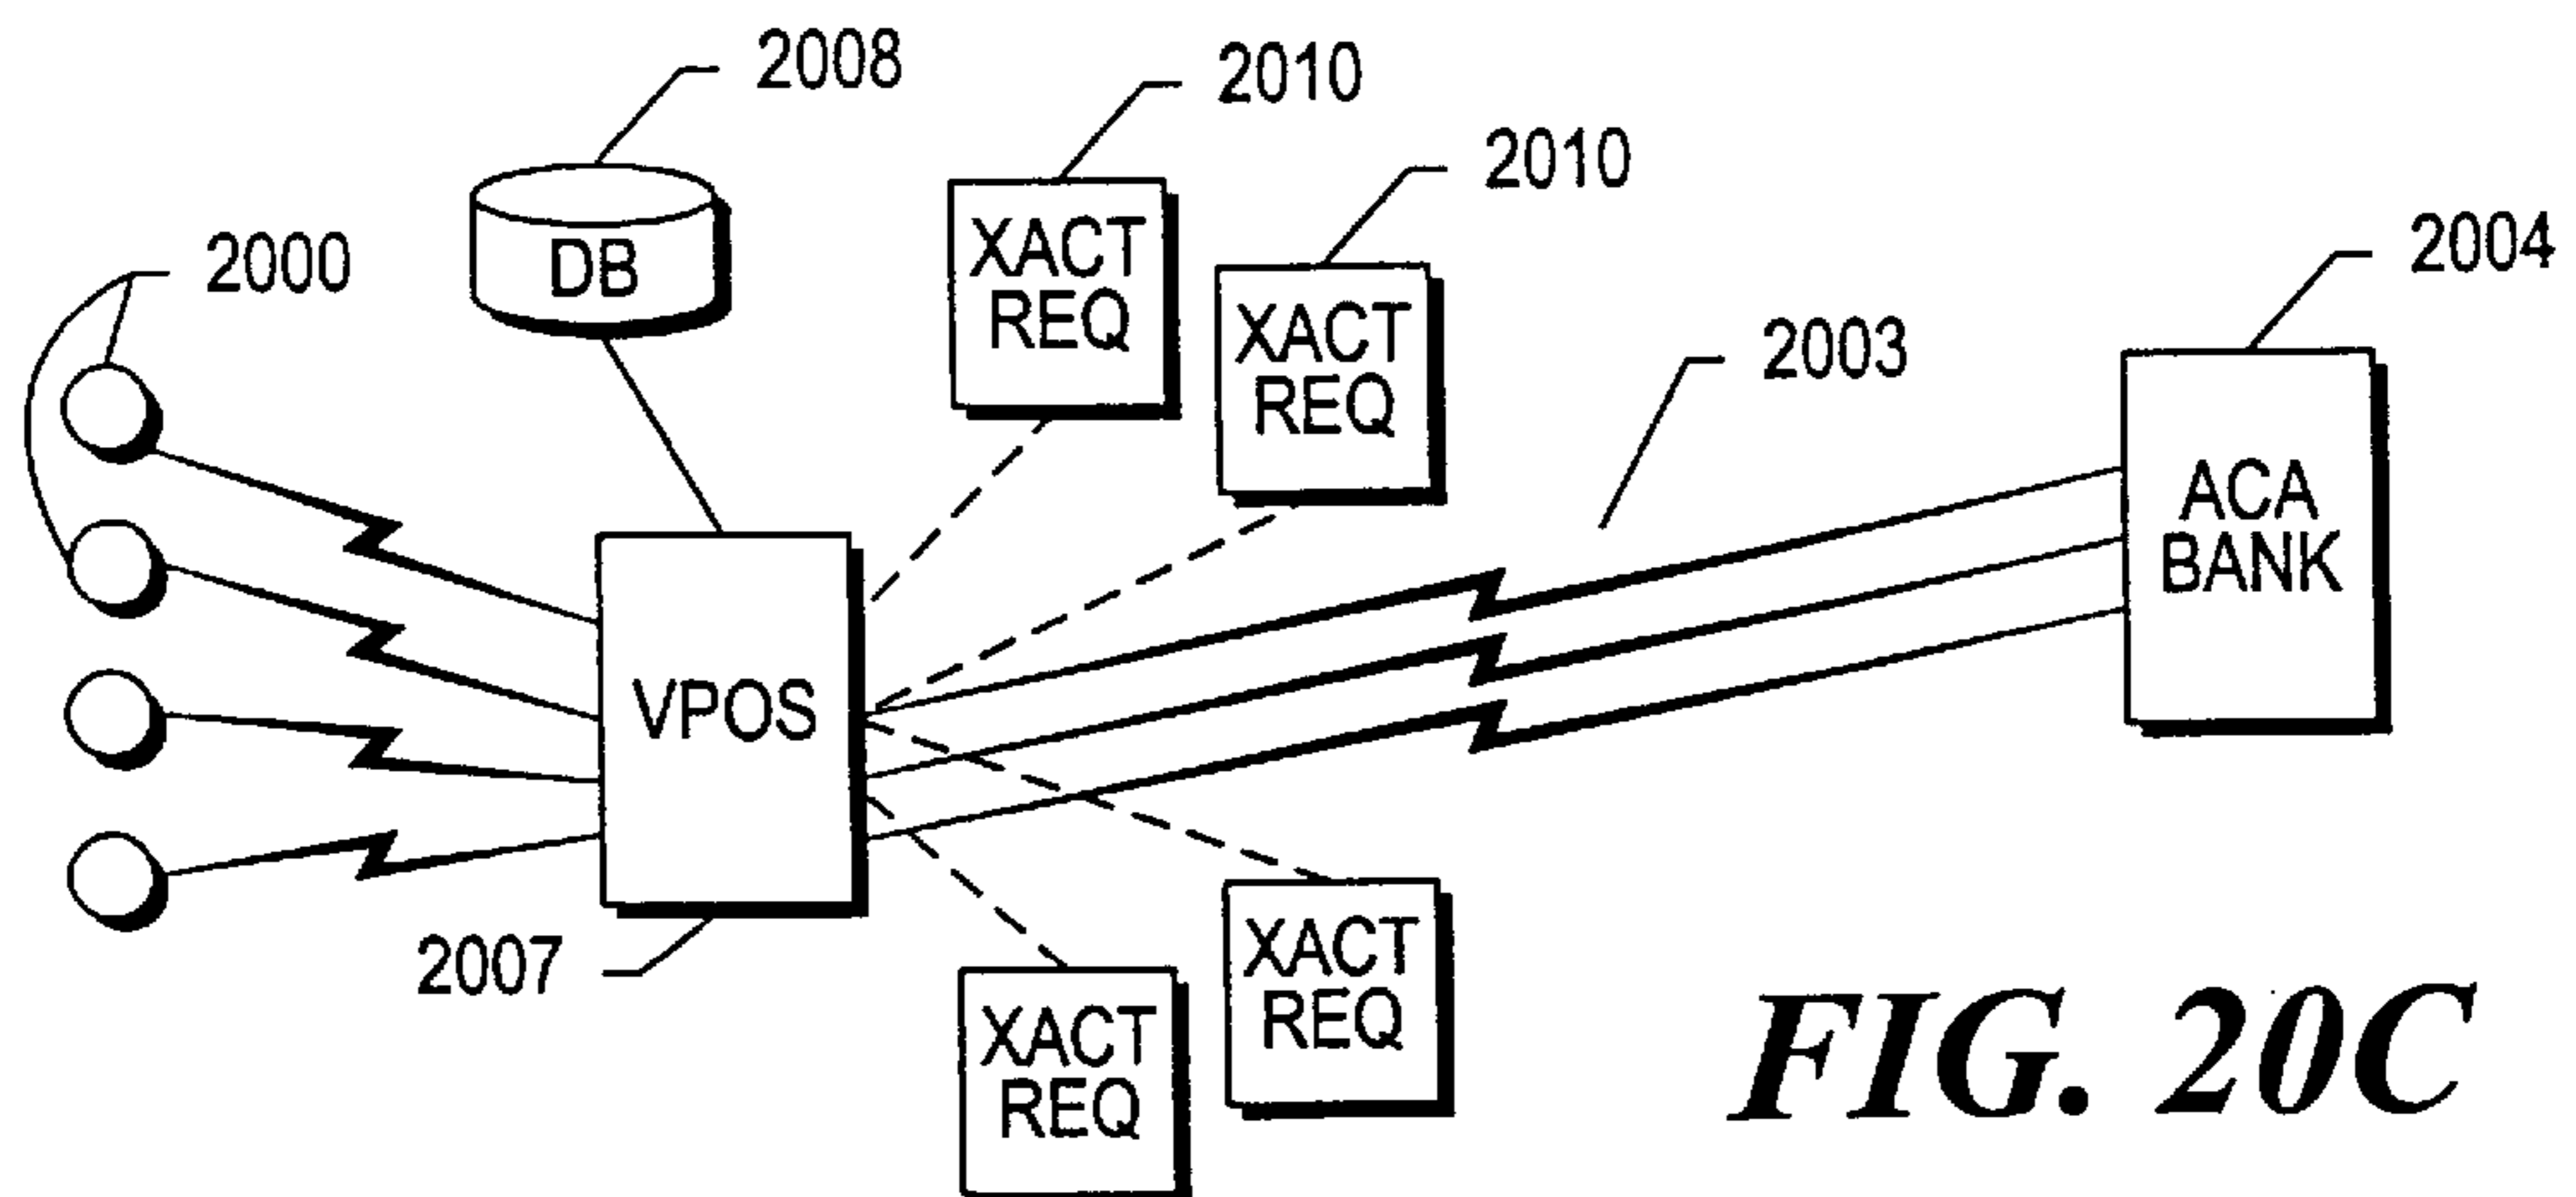 2008
2010
2010
2000
2004
DB
XACT
REQ
XACT
REQ
2003
ACA
BANK
VPOS
2007
XACT
REQ
XACT
REQ
FIG. 20C